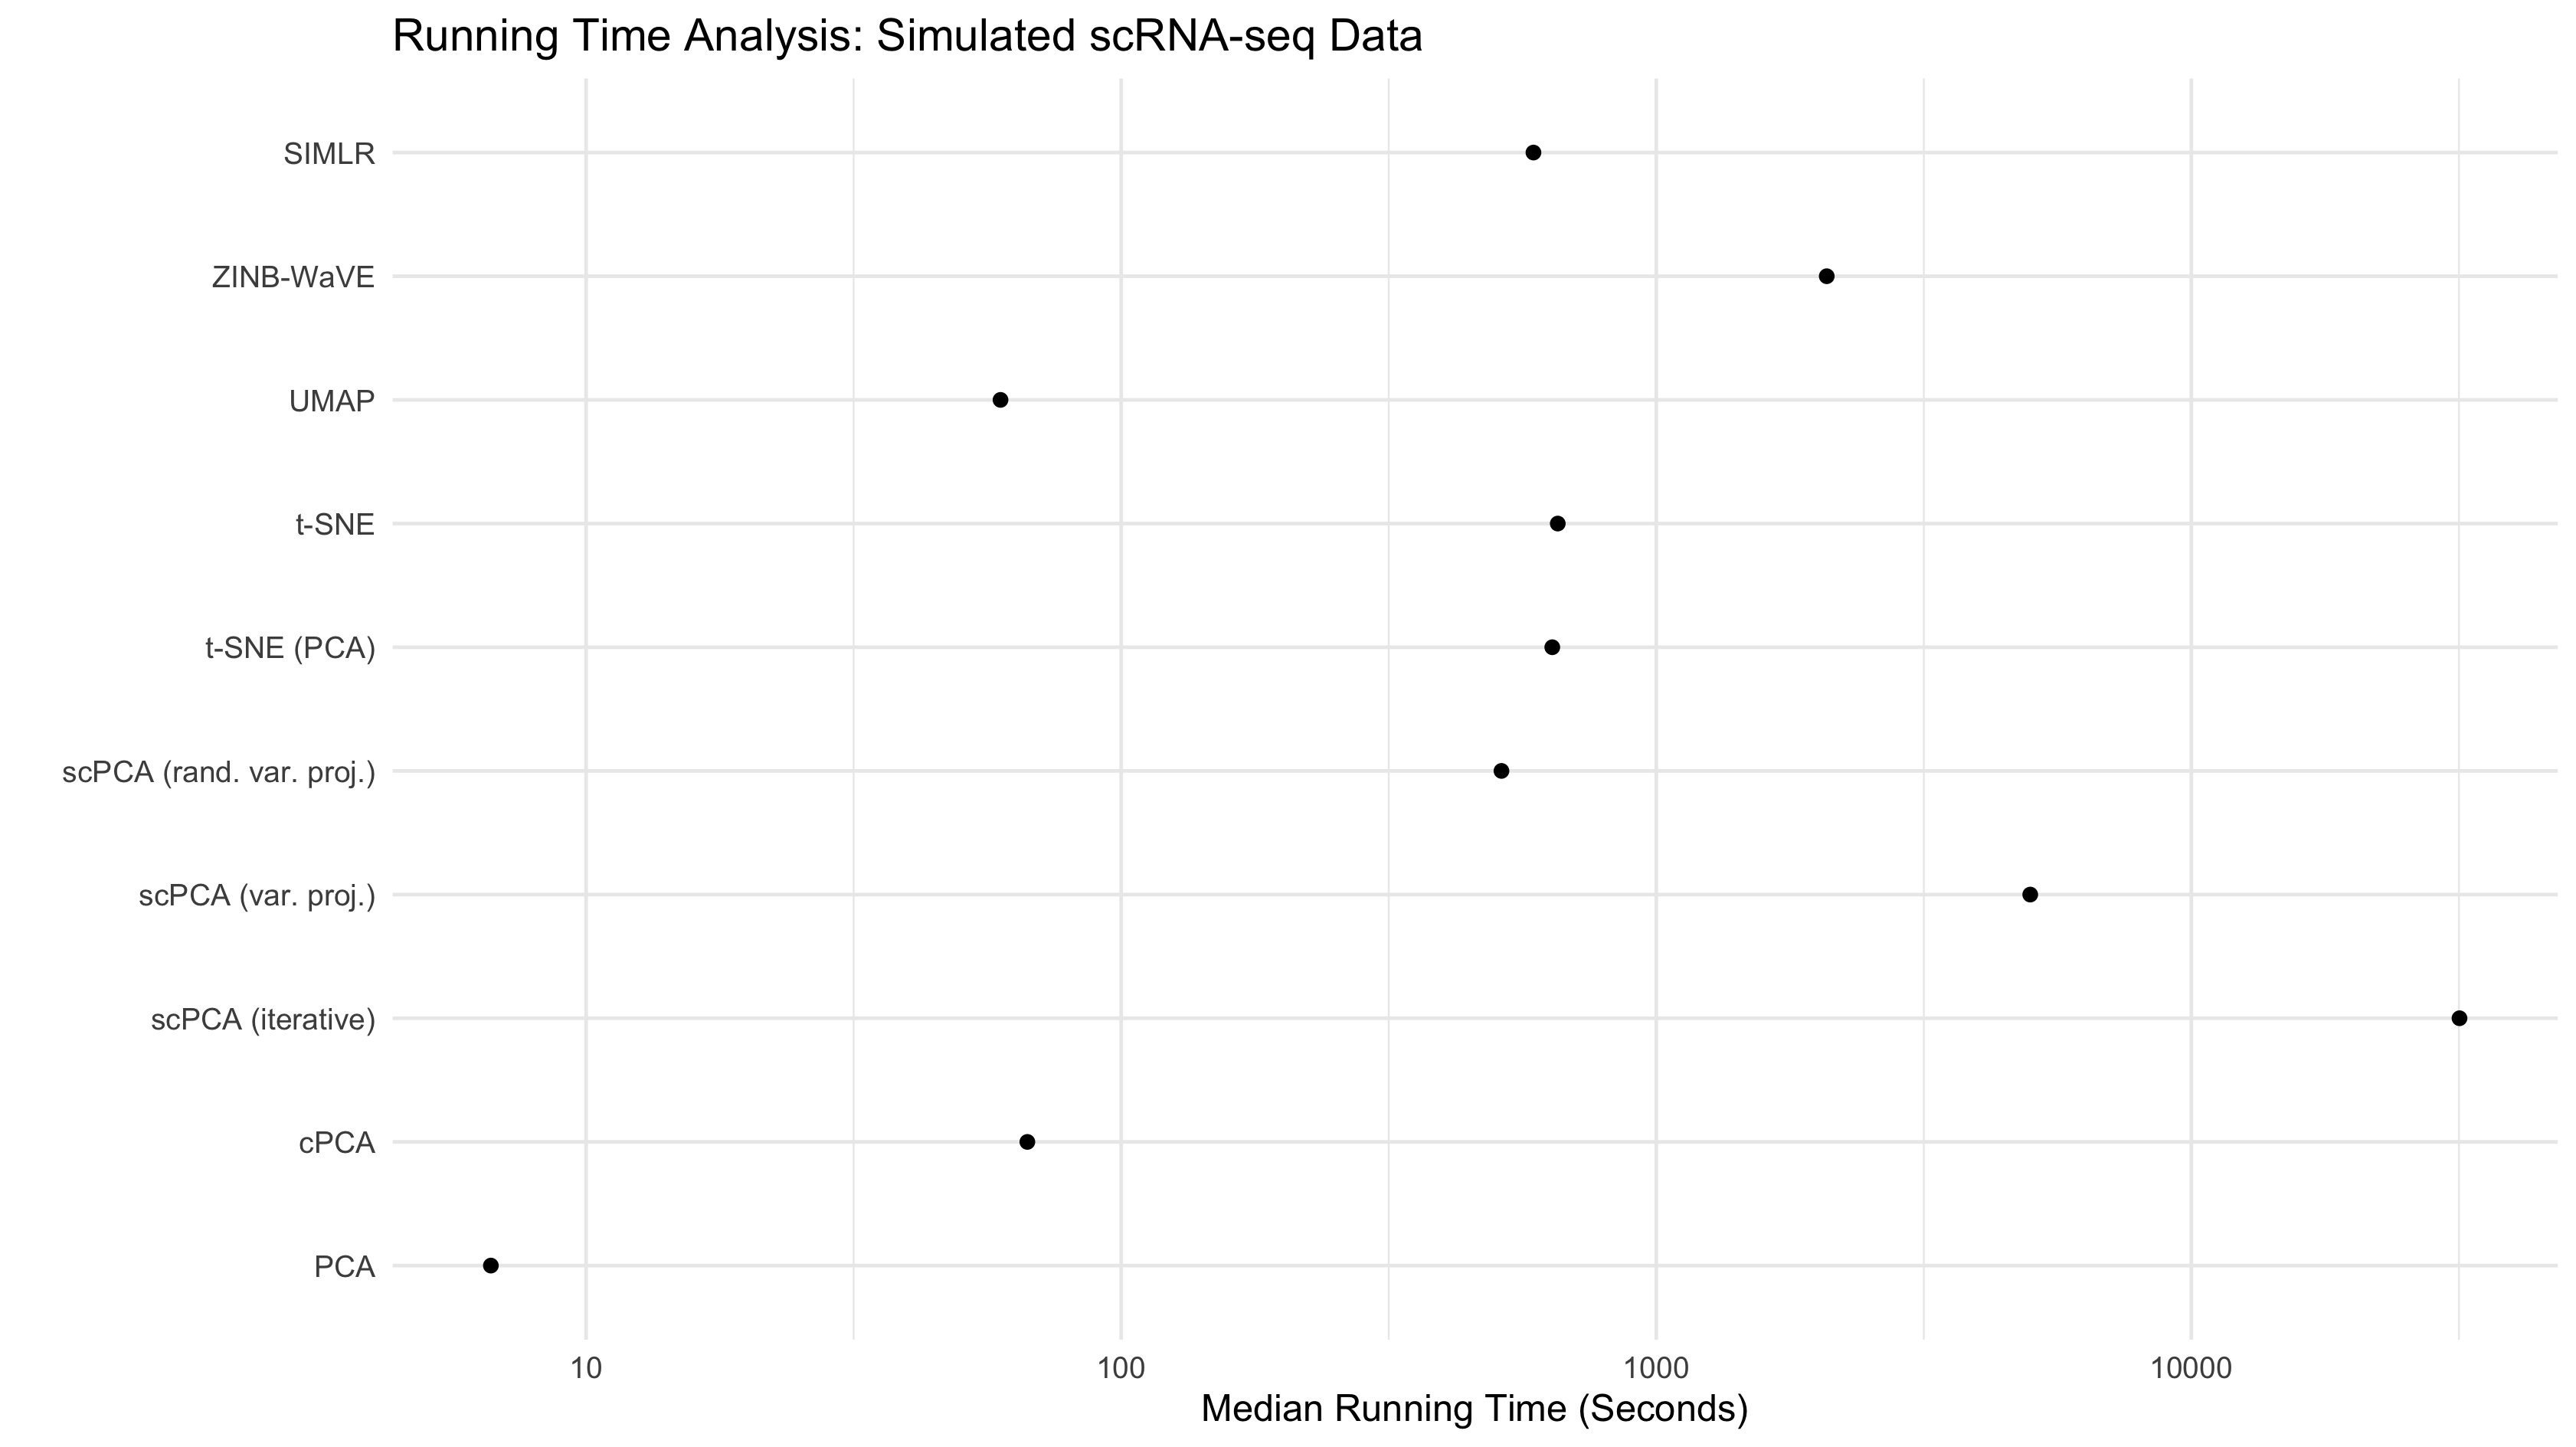 Running Time Analysis: Simulated scRNA-seq Data
SIMLR
ZINB-WaVE
UMAP
t-SNE
t-SNE (PCA)
scPCA (rand. var. proj.)
scPCA (var. proj.)
scPCA (iterative)
cPCA
PCA
10 100 1000 10000
Median Running Time (Seconds)